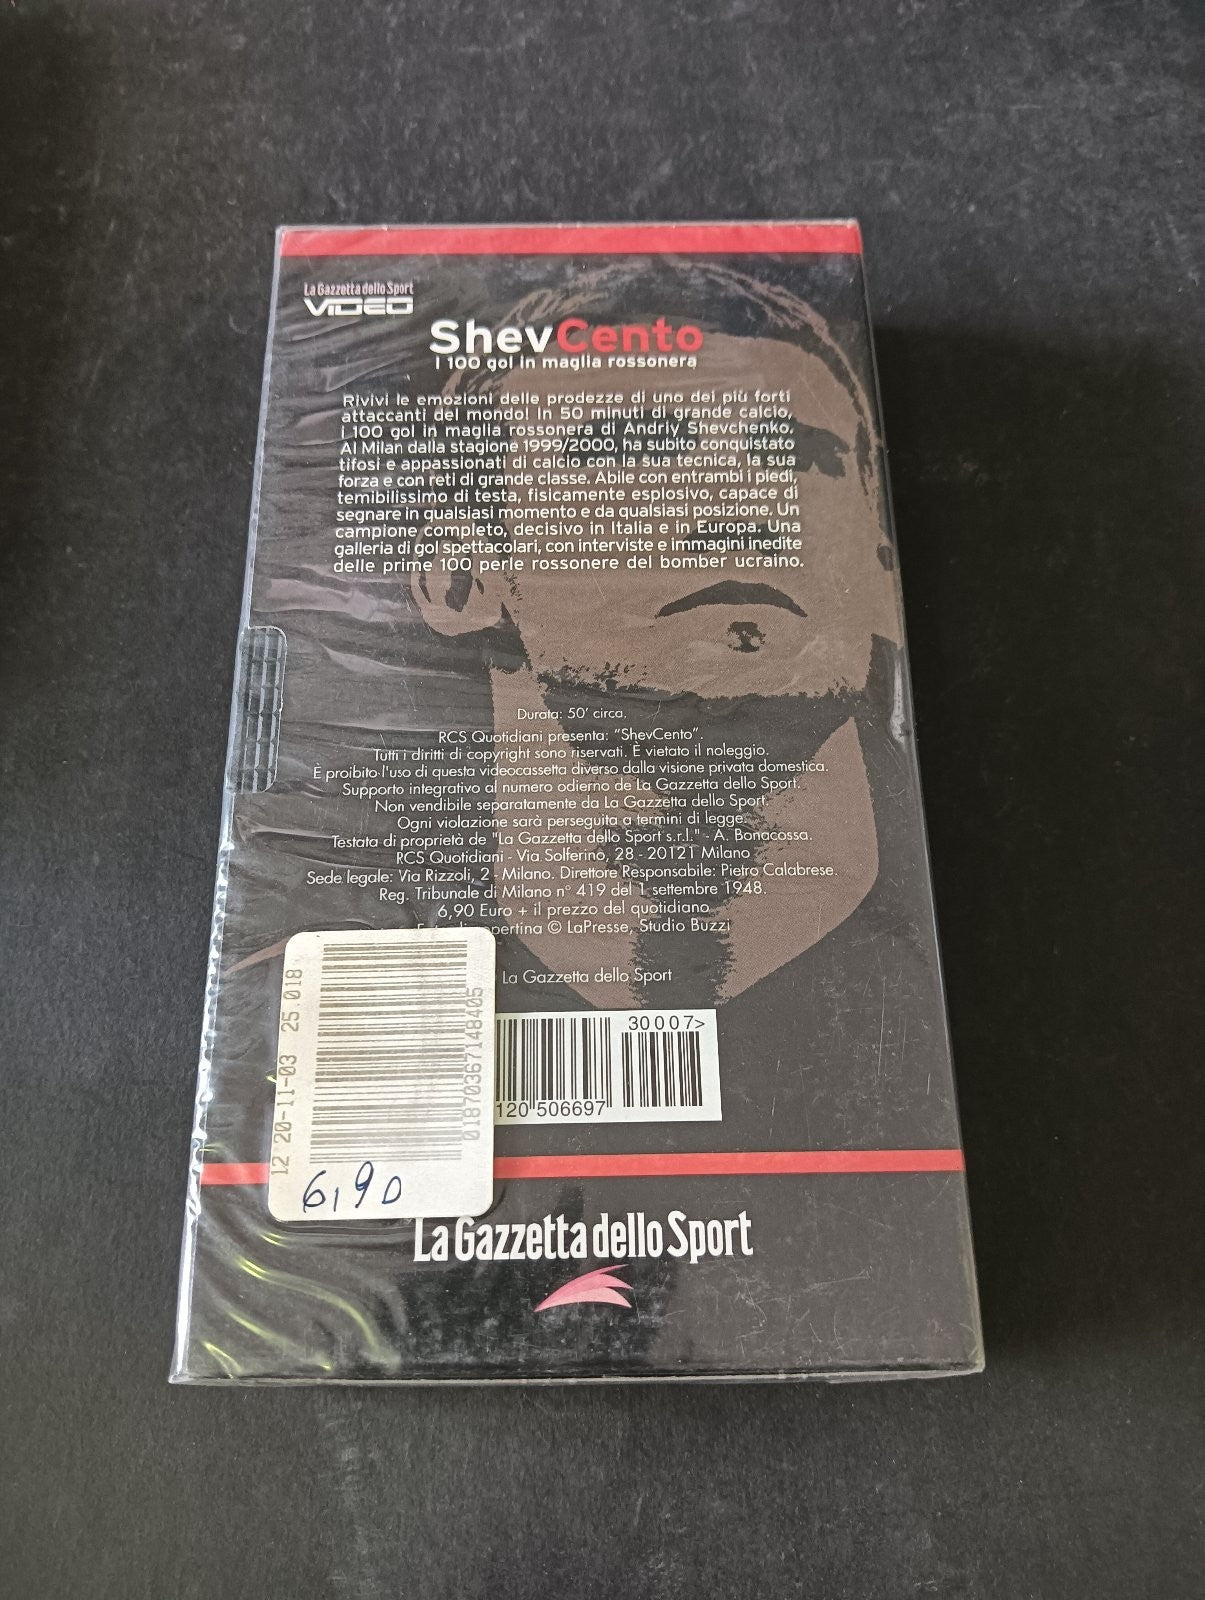 La Gazzetta dello Sport
VIDEO
ShevCento
I 100 gol in maglia rossonera
Rivivi le emozioni delle prodezze di uno dei più forti
attaccanti del mondo! In 50 minuti di grande calcio,
i 100 gol in maglia rossonera di Andriy Shevchenko.
Al Milan dalla stagione 1999/2000, ha subito conquistato
tifosi e appassionati di calcio con la sua tecnica, la sua
forza e con reti di grande classe. Abile con entrambi i piedi,
temibilissimo di testa, fisicamente esplosivo, capace di
segnare in qualsiasi momento e da qualsiasi posizione. Un
campione completo, decisivo in Italia e in Europa. Una
galleria di gol spettacolari, con interviste e immagini inedite
delle prime 100 perle rossonere del bomber ucraino.
Durata: 50' circa.
RCS Quotidiani presenta: "ShevCento".
Tutti i diritti di copyright sono riservati. È vietato il noleggio.
È proibito l'uso di questa videocassetta diverso dalla visione privata domestica.
Supporto integrativo al numero odierno de La Gazzetta dello Sport.
Non vendibile separatamente da La Gazzetta dello Sport.
Ogni violazione sarà perseguita a termini di legge.
Testata di proprietà de "La Gazzetta dello Sport s.r.l." - A. Bonacossa.
RCS Quotidiani - Via Solferino, 28 - 20121 Milano
Sede legale: Via Rizzoli, 2 - Milano. Direttore Responsabile: Pietro Calabrese.
Reg. Tribunale di Milano n° 419 del 1 settembre 1948.
6,90 Euro + il prezzo del quotidiano
© LaPresse, Studio Buzzi
La Gazzetta dello Sport
30007>
120 506697
12 20-11-03 25.018
01870367148405
6,90
La Gazzetta dello Sport